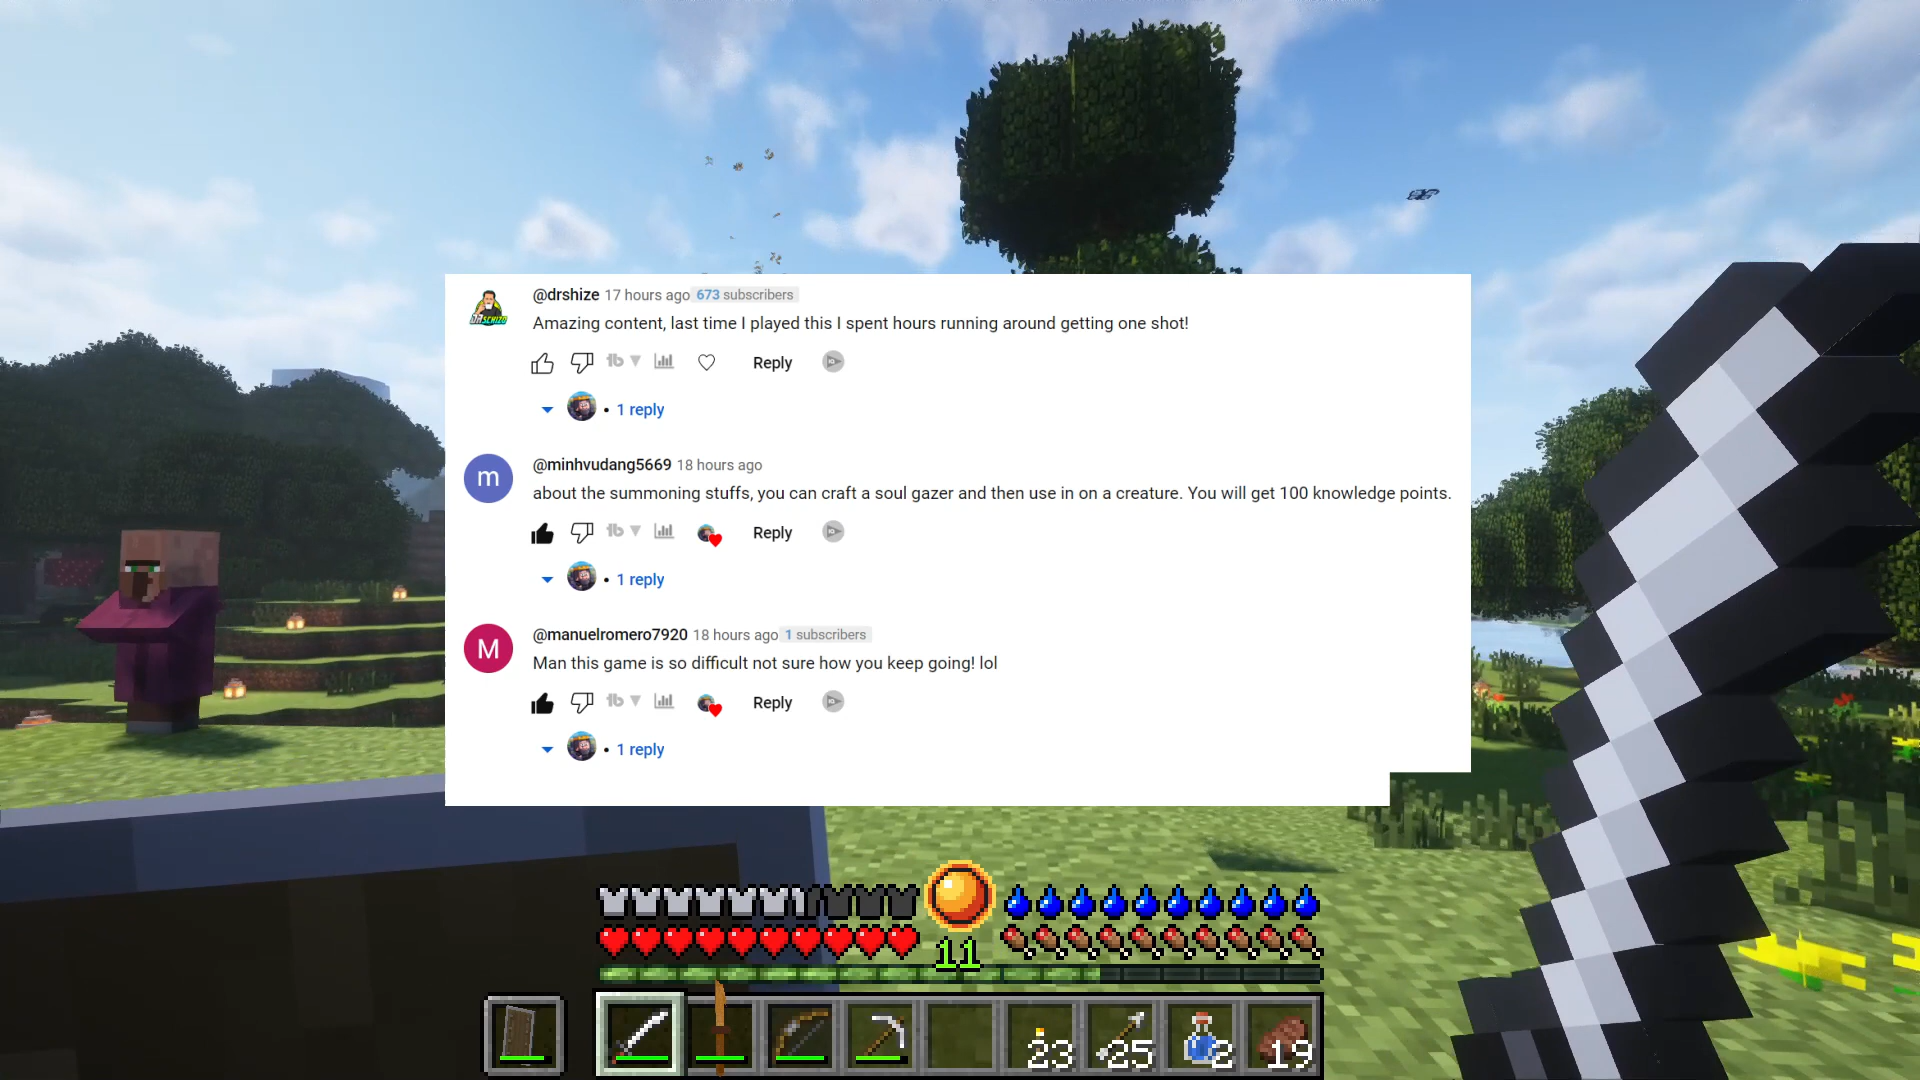 @drshize 17 hours ago 673 subscribers
Amazing content, last time I played this I spent hours running around getting one shot!
Reply
1 reply
m
@minhvudang5669 18 hours ago
about the summoning stuffs, you can craft a soul gazer and then use in on a creature. You will get 100 knowledge points.
Reply
1 reply
M
@manuelromero7920 18 hours ago 1 subscribers
Man this game is so difficult not sure how you keep going! lol
Reply
1 reply
11
23 25 2 19